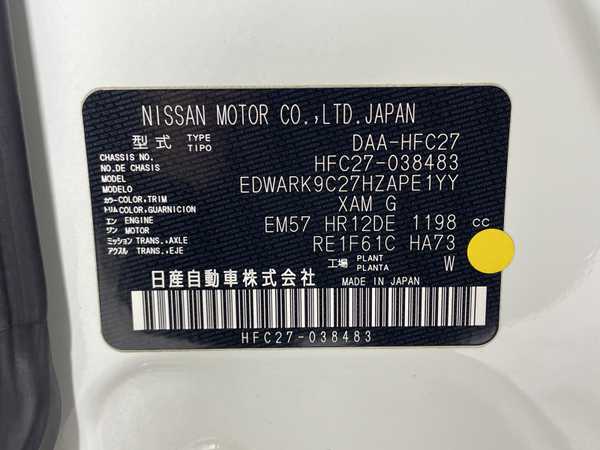 NISSAN MOTOR CO.,LTD.JAPAN
型式 TYPE TIPO DAA-HFC27
CHASSIS NO. NO.DE CHASIS HFC27-038483
MODEL MODELO EDWARK9C27HZAPE1YY
カラー COLOR,TRIM トリム COLOR,GUARNICION XAM G
エン ENGINE ジン MOTOR EM57 HR12DE 1198 CC
ミッション TRANS.,AXLE アクスル TRANS.,EJE RE1F61C HA73
工場 PLANT PLANTA W
日産自動車株式会社 MADE IN JAPAN
HFC27-038483